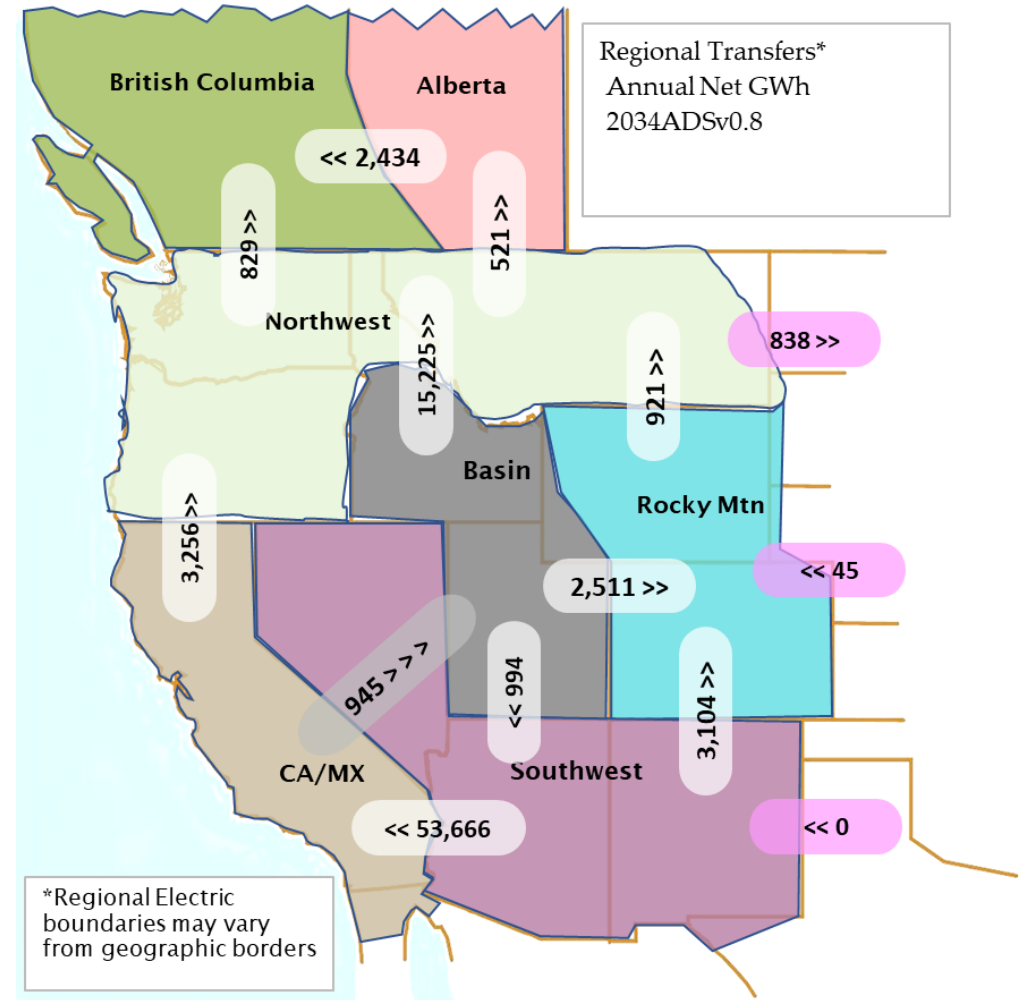 Regional Transfers*
Annual Net GWh
2034ADSv0.8
British Columbia
Alberta
<< 2,434
829 >>
521 >>
Northwest
15,225 >>
921 >>
838 >>
Basin
Rocky Mtn
3,256 >>
2,511 >>
<< 45
945 > > >
<< 994
3,104 >>
CA/MX
Southwest
<< 53,666
<< 0
*Regional Electric
boundaries may vary
from geographic borders